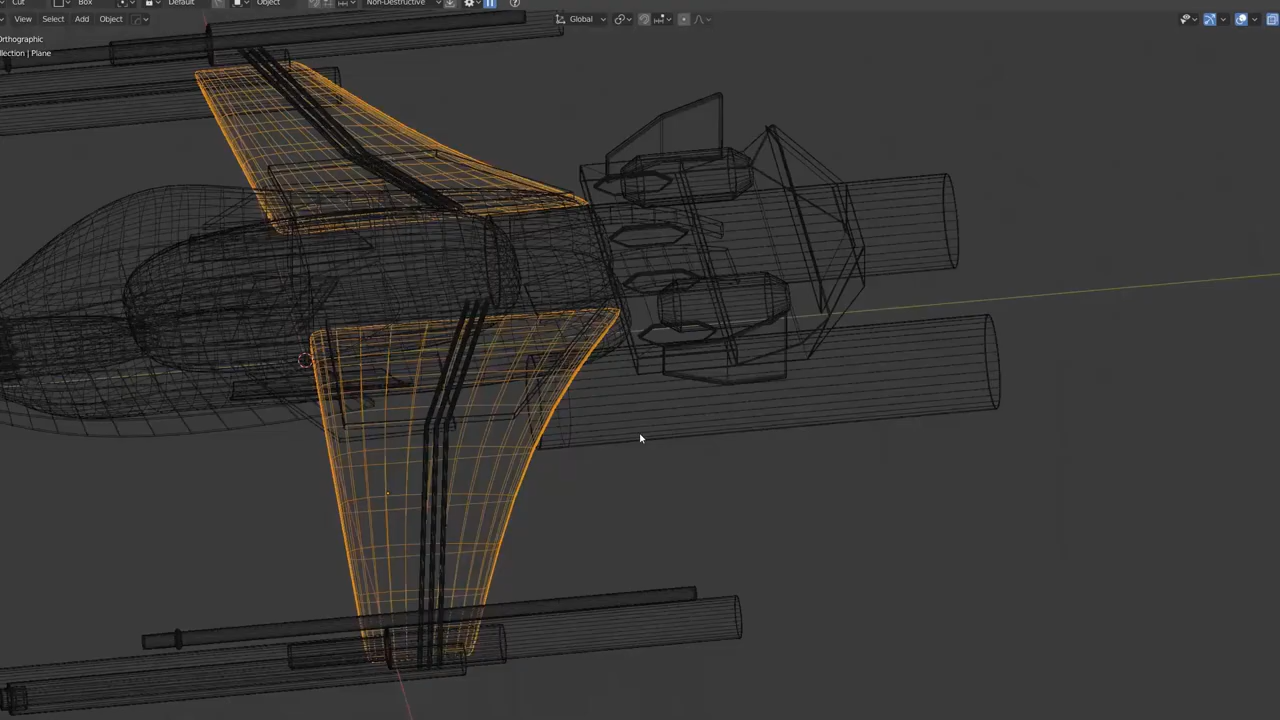 Cut Box Default Object Non-Destructive
View Select Add Object Global
Orthographic
llection | Plane